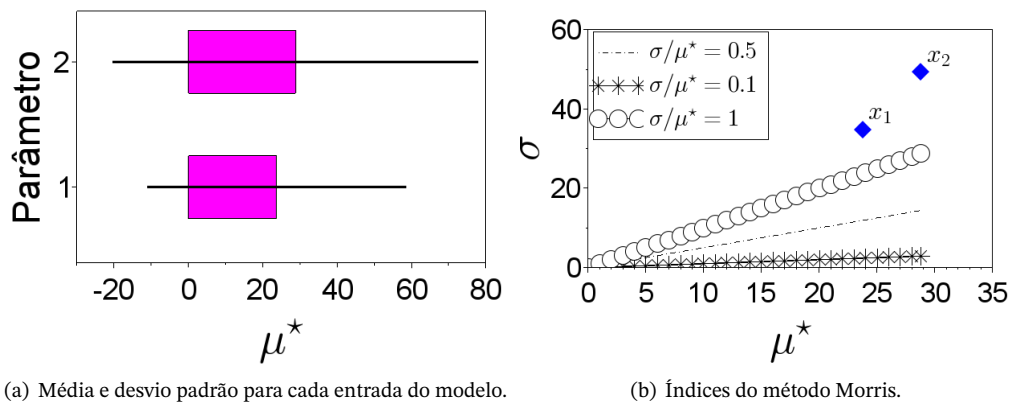 Parâmetro
2
1
-20 0 20 40 60 80
μ⋆
(a) Média e desvio padrão para cada entrada do modelo.
σ
60
40
20
0
σ/μ⋆ = 0.5
σ/μ⋆ = 0.1
σ/μ⋆ = 1
x₂
x₁
0 5 10 15 20 25 30 35
μ⋆
(b) Índices do método Morris.